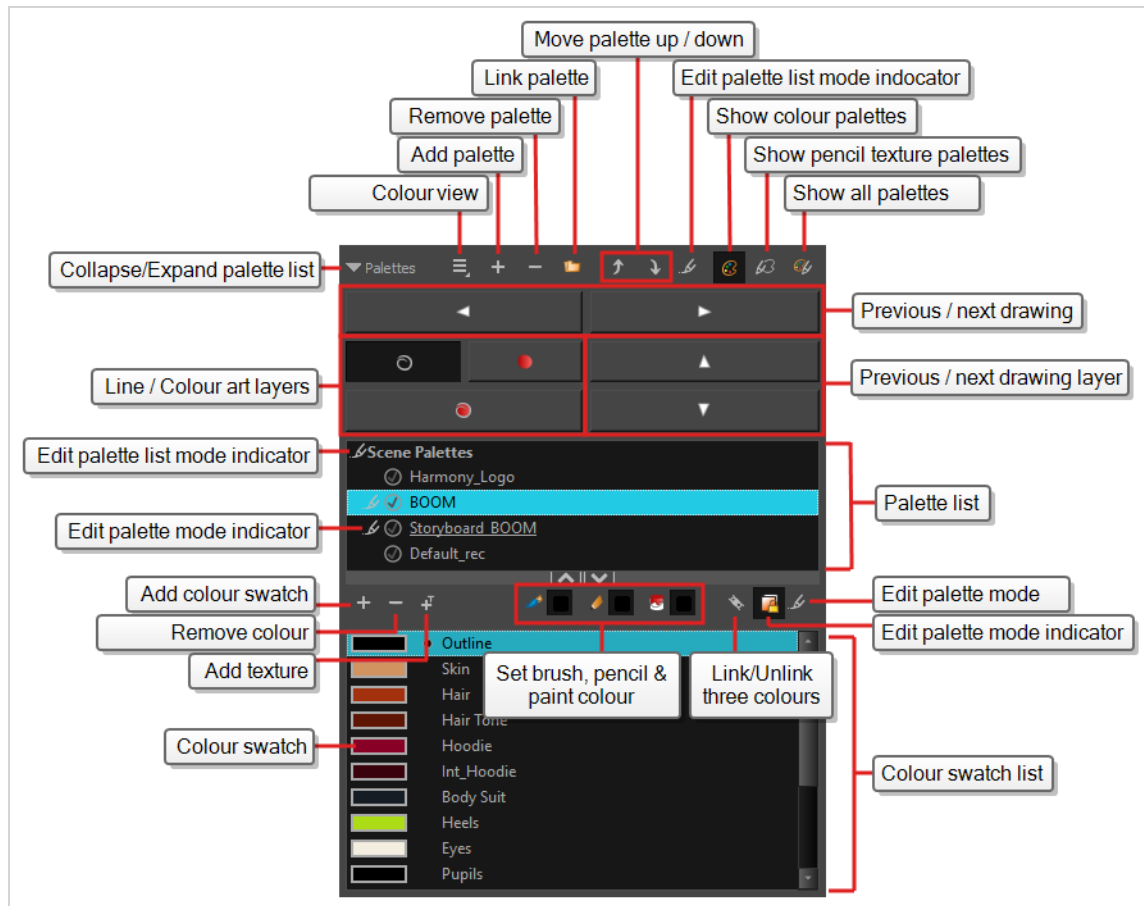 Move palette up / down
Link palette
Edit palette list mode indocator
Remove palette
Show colour palettes
Add palette
Show pencil texture palettes
Colour view
Show all palettes
Collapse/Expand palette list
Palettes
Previous / next drawing
Line / Colour art layers
Previous / next drawing layer
Edit palette list mode indicator
Scene Palettes
Harmony_Logo
BOOM
Palette list
Edit palette mode indicator
Storyboard_BOOM
Default_rec
Add colour swatch
Edit palette mode
Remove colour
Edit palette mode indicator
Add texture
Outline
Skin
Set brush, pencil &
paint colour
Link/Unlink
three colours
Hair
Hair Tone
Colour swatch
Hoodie
Int_Hoodie
Colour swatch list
Body Suit
Heels
Eyes
Pupils